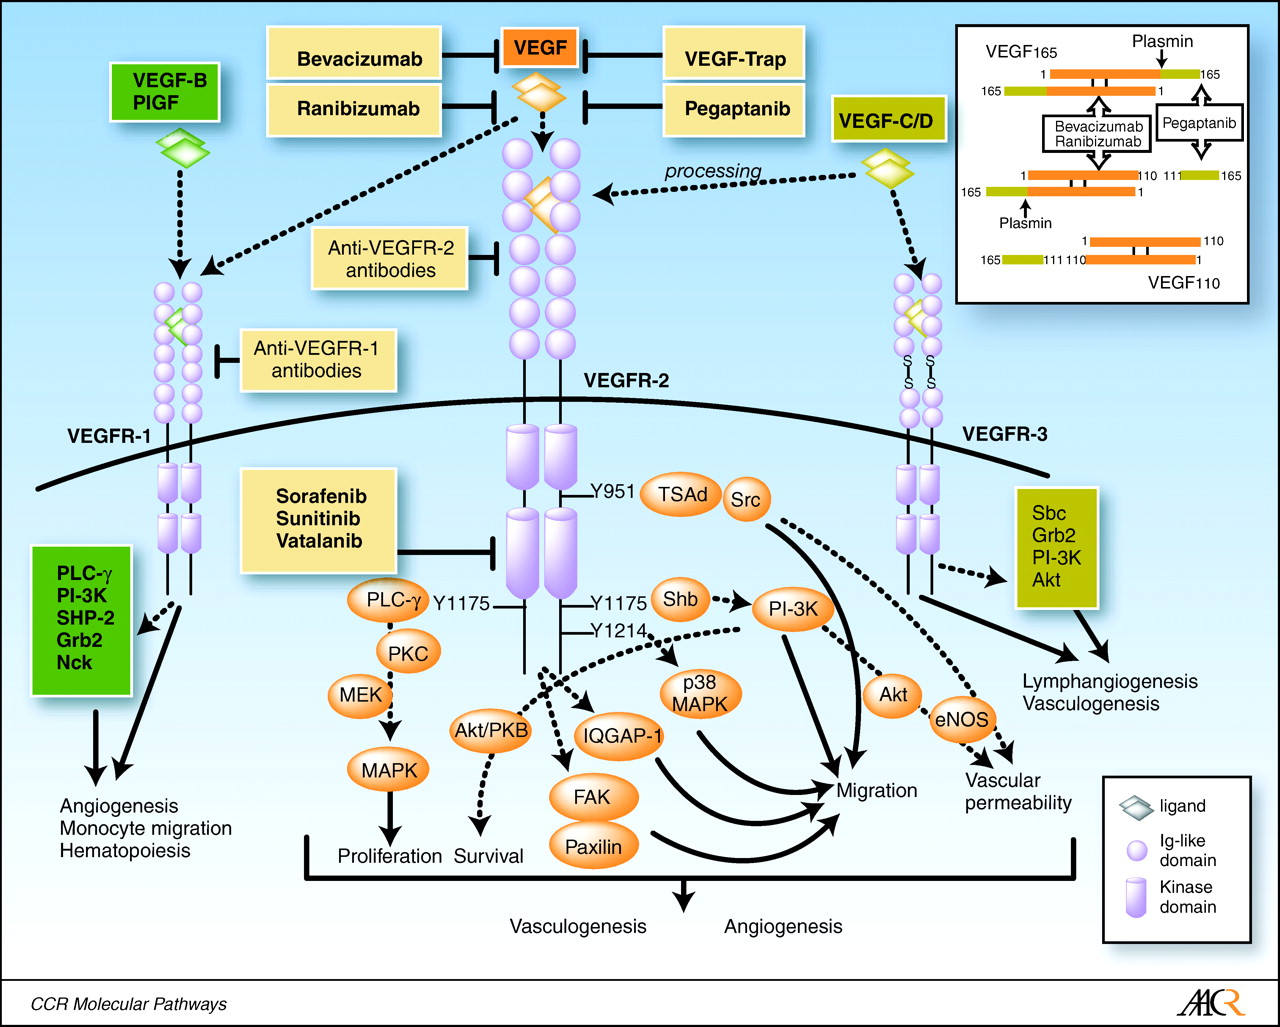 Bevacizumab
VEGF
VEGF-Trap
Ranibizumab
Pegaptanib
VEGF-B
PIGF
VEGF-C/D
processing
Anti-VEGFR-2
antibodies
Anti-VEGFR-1
antibodies
VEGFR-1
VEGFR-2
VEGFR-3
S
S
S
S
VEGF165
Plasmin
1
165
165
1
Bevacizumab
Ranibizumab
Pegaptanib
1
110
111
165
165
1
Plasmin
1
110
165
111
110
1
VEGF110
Sorafenib
Sunitinib
Vatalanib
Y951
TSAd
Src
Sbc
Grb2
PI-3K
Akt
PLC-γ
PI-3K
SHP-2
Grb2
Nck
PLC-γ
Y1175
Y1175
Shb
PI-3K
Y1214
PKC
MEK
p38
MAPK
Akt
eNOS
Akt/PKB
IQGAP-1
MAPK
FAK
Paxilin
Migration
Vascular
permeability
Lymphangiogenesis
Vasculogenesis
Angiogenesis
Monocyte migration
Hematopoiesis
Proliferation
Survival
Vasculogenesis
Angiogenesis
ligand
Ig-like
domain
Kinase
domain
CCR Molecular Pathways
AACR